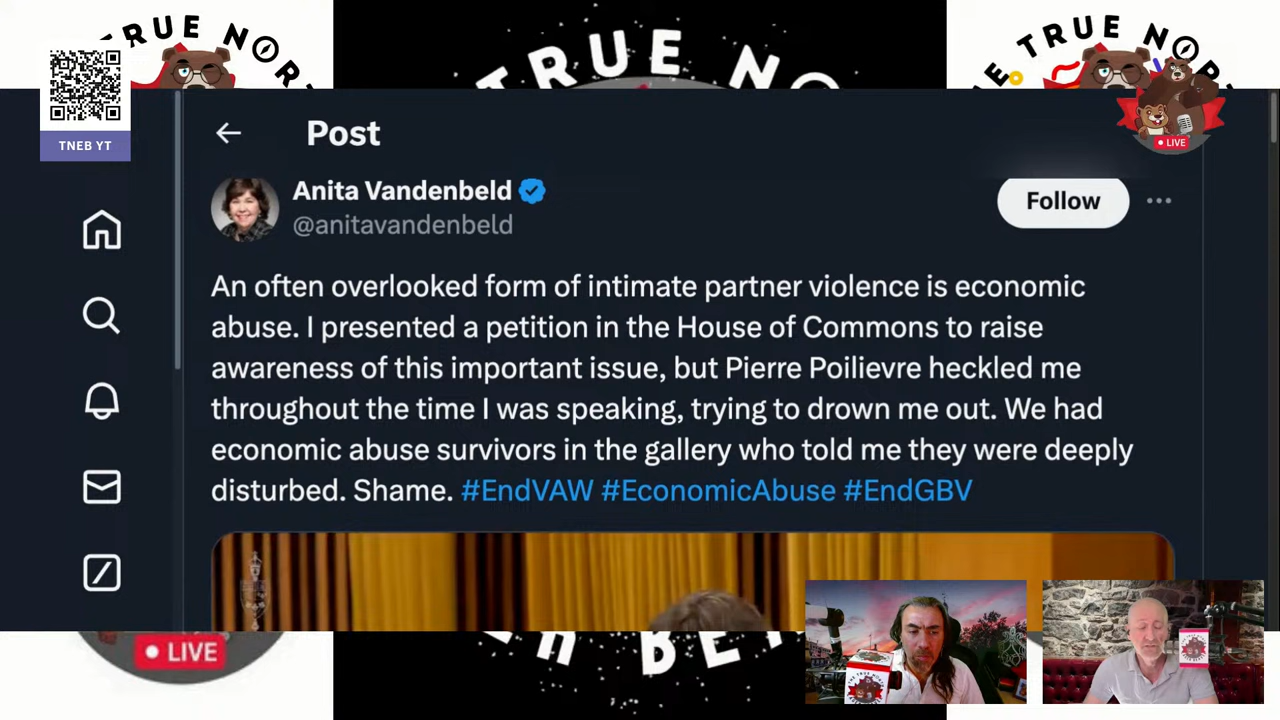 TRUE NOR
TRUE NO
TRUE NOR
TNEB YT
LIVE
Post
Anita Vandenbeld
@anitavandenbeld
Follow
An often overlooked form of intimate partner violence is economic
abuse. I presented a petition in the House of Commons to raise
awareness of this important issue, but Pierre Poilievre heckled me
throughout the time I was speaking, trying to drown me out. We had
economic abuse survivors in the gallery who told me they were deeply
disturbed. Shame. #EndVAW #EconomicAbuse #EndGBV
LIVE